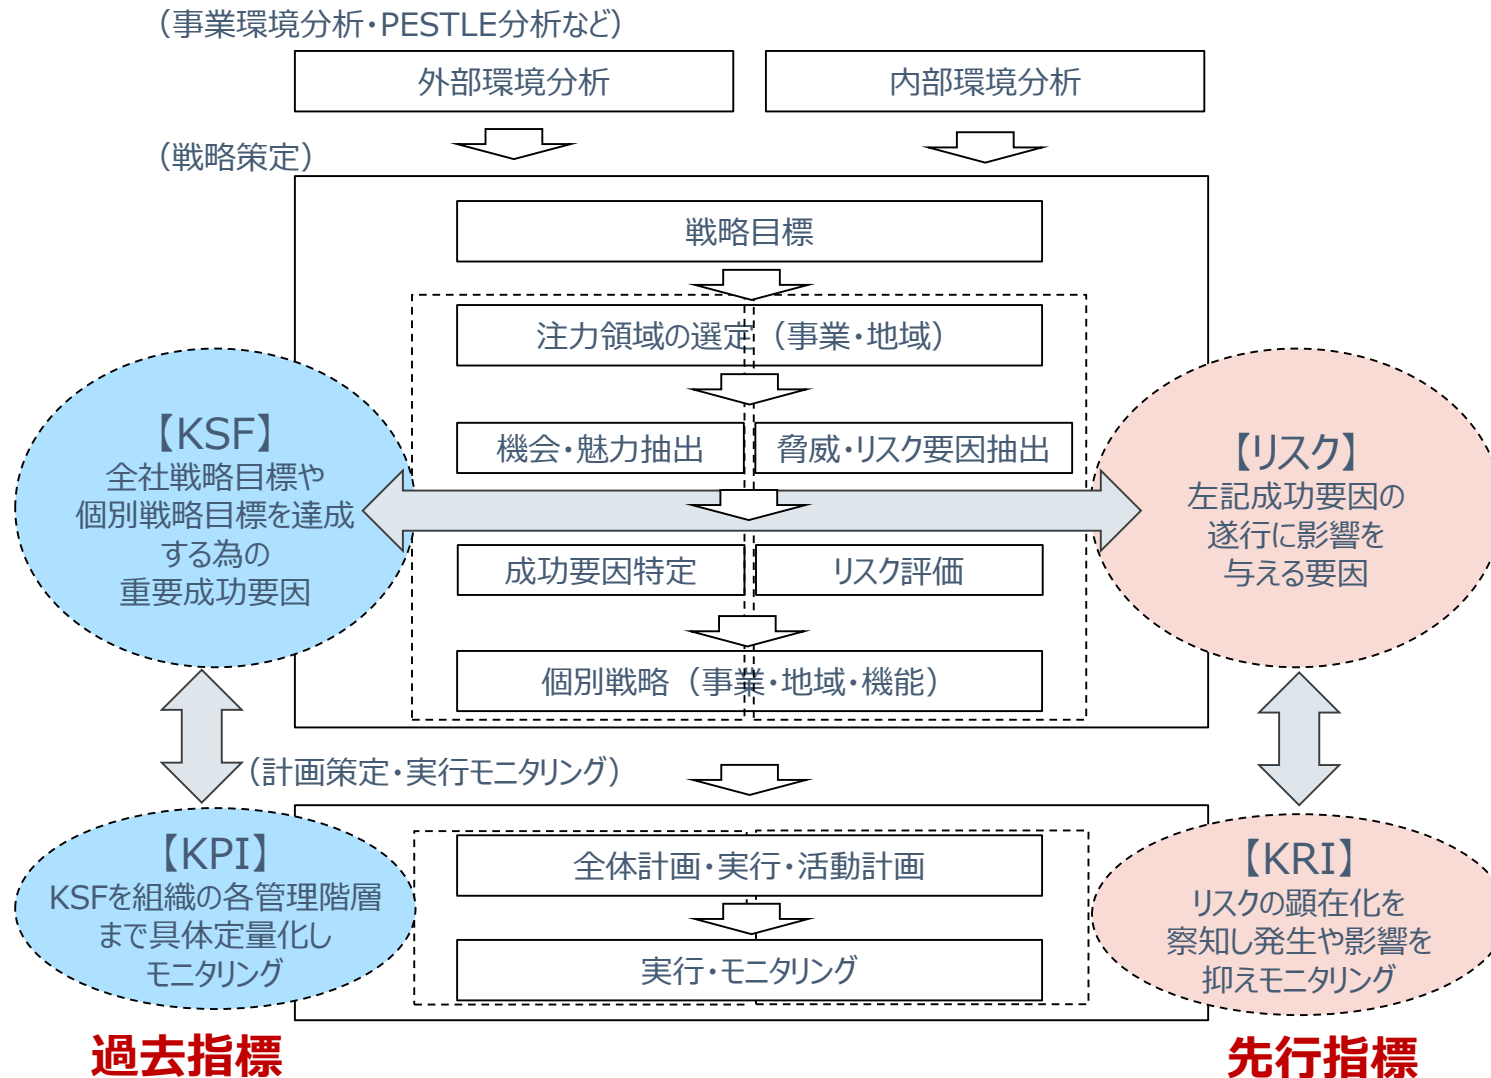 （事業環境分析・PESTLE分析など）
外部環境分析
内部環境分析
（戦略策定）
戦略目標
注力領域の選定（事業・地域）
機会・魅力抽出
脅威・リスク要因抽出
【KSF】
全社戦略目標や
個別戦略目標を達成
する為の
重要成功要因
【リスク】
左記成功要因の
遂行に影響を
与える要因
成功要因特定
リスク評価
個別戦略（事業・地域・機能）
（計画策定・実行モニタリング）
【KPI】
KSFを組織の各管理階層
まで具体定量化し
モニタリング
全体計画・実行・活動計画
実行・モニタリング
【KRI】
リスクの顕在化を
察知し発生や影響を
抑えモニタリング
過去指標
先行指標